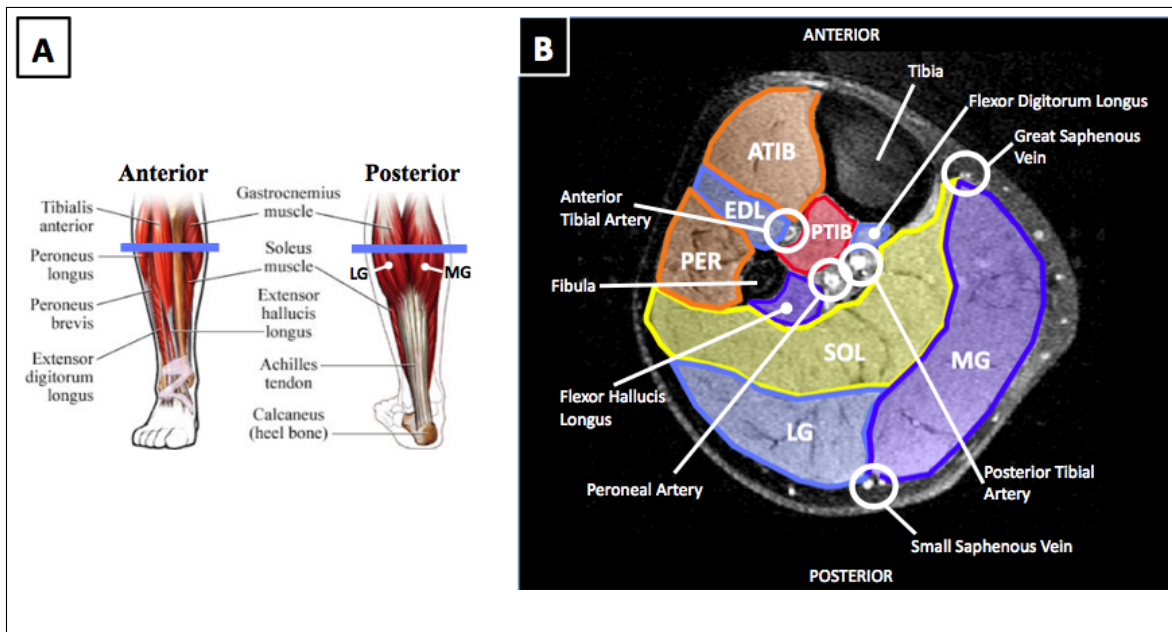 A
Anterior
Posterior
Tibialis
anterior
Peroneus
longus
Peroneus
brevis
Extensor
digitorum
longus
Gastrocnemius
muscle
Soleus
muscle
Extensor
hallucis
longus
Achilles
tendon
Calcaneus
(heel bone)
LG
MG
B
ANTERIOR
Tibia
Flexor Digitorum Longus
Great Saphenous
Vein
ATIB
Anterior
Tibial Artery
EDL
PTIB
PER
Fibula
SOL
MG
Flexor Hallucis
Longus
LG
Peroneal Artery
Posterior Tibial
Artery
Small Saphenous Vein
POSTERIOR